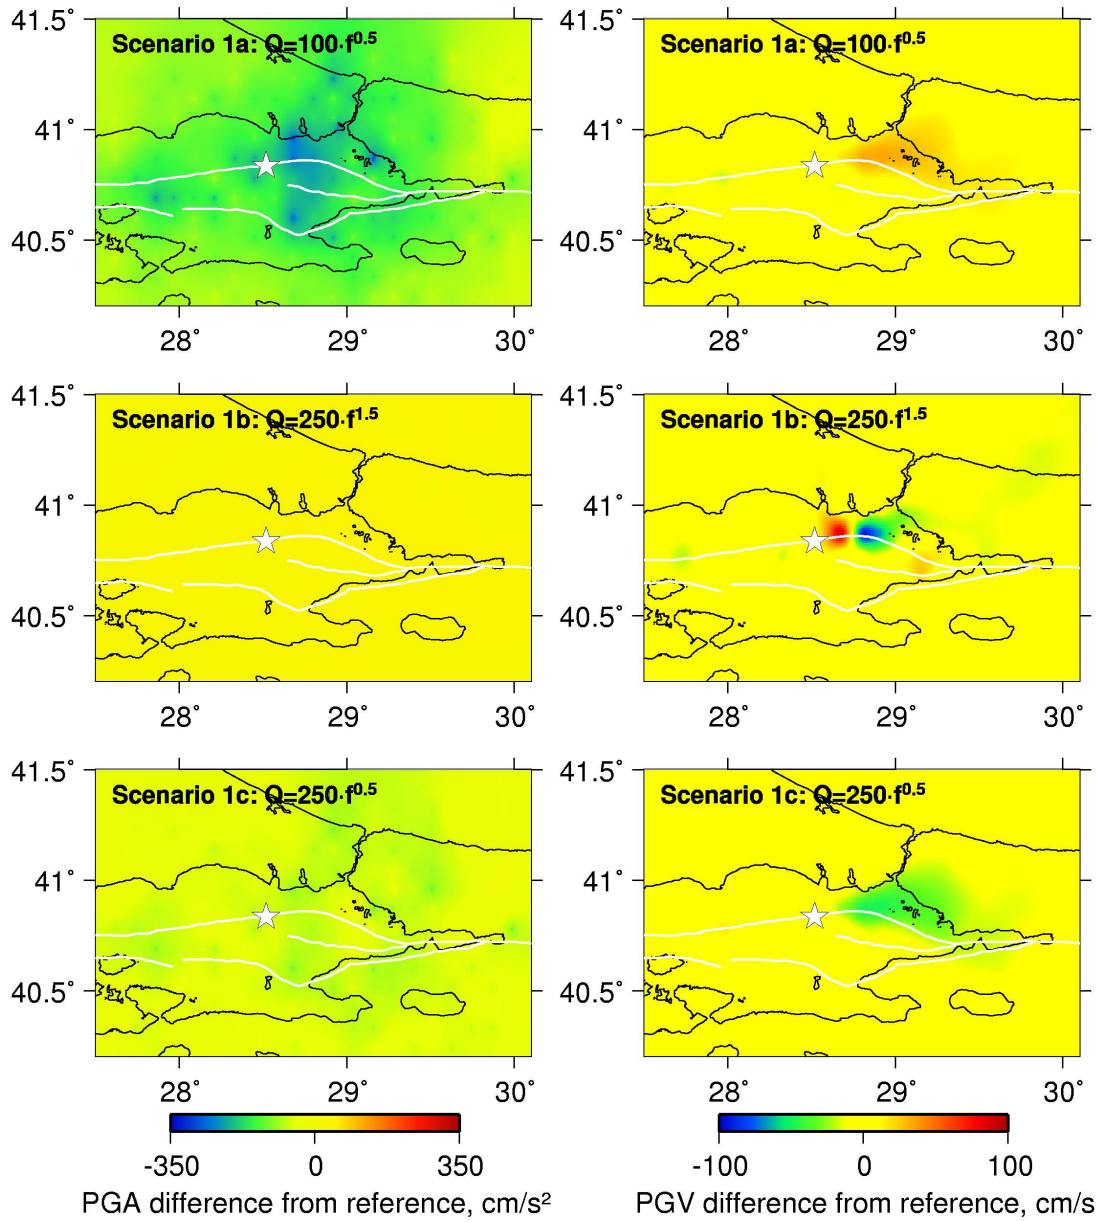 41.5°
Scenario 1a: Q=100·f^0.5
41°
40.5°
28° 29° 30°
41.5°
Scenario 1a: Q=100·f^0.5
41°
40.5°
28° 29° 30°
41.5°
Scenario 1b: Q=250·f^1.5
41°
40.5°
28° 29° 30°
41.5°
Scenario 1b: Q=250·f^1.5
41°
40.5°
28° 29° 30°
41.5°
Scenario 1c: Q=250·f^0.5
41°
40.5°
28° 29° 30°
41.5°
Scenario 1c: Q=250·f^0.5
41°
40.5°
28° 29° 30°
-350 0 350
PGA difference from reference, cm/s²
-100 0 100
PGV difference from reference, cm/s